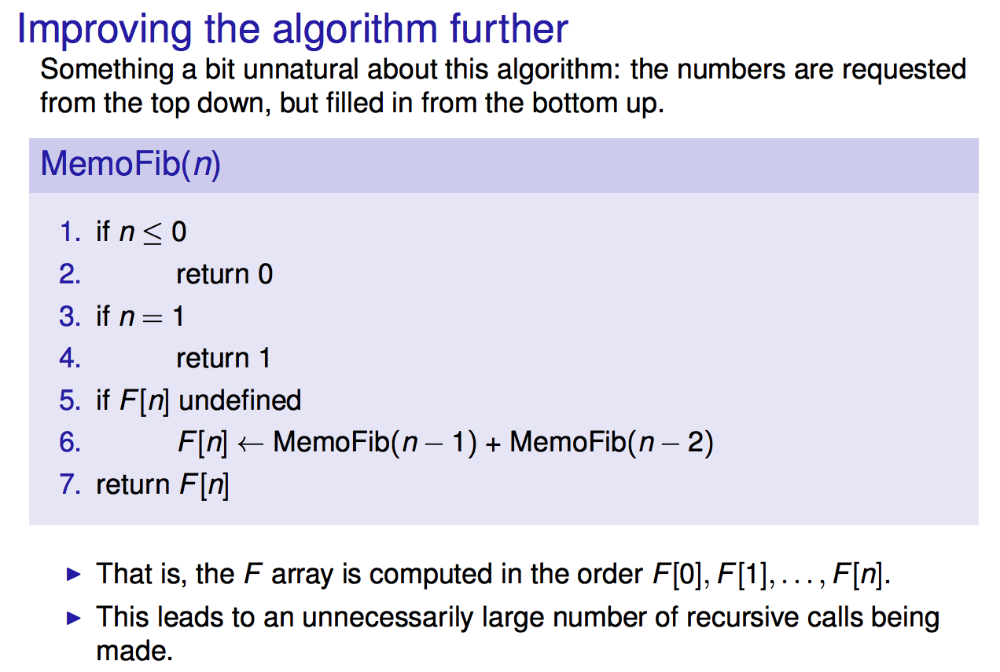 Improving the algorithm further
Something a bit unnatural about this algorithm: the numbers are requested
from the top down, but filled in from the bottom up.
MemoFib(n)
1. if n ≤ 0
2. return 0
3. if n = 1
4. return 1
5. if F[n] undefined
6. F[n] ← MemoFib(n − 1) + MemoFib(n − 2)
7. return F[n]
▶ That is, the F array is computed in the order F[0], F[1], . . . , F[n].
▶ This leads to an unnecessarily large number of recursive calls being
made.